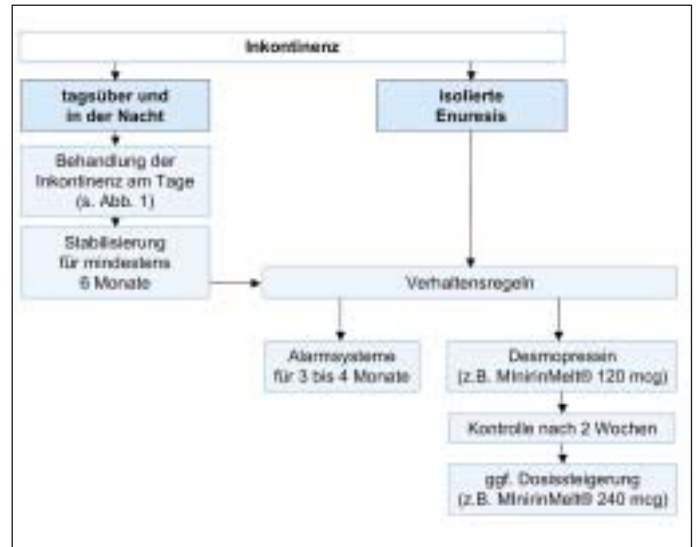 Inkontinenz
tagsüber und
in der Nacht
Isolierte
Enuresis
Behandlung der
Inkontinenz am Tage
(s. Abb. 1)
Stabilisierung
für mindestens
6 Monate
Verhaltensregeln
Alarmsysteme
für 3 bis 4 Monate
Desmopressin
(z.B. MinirinMelt® 120 mcg)
Kontrolle nach 2 Wochen
ggf. Dosissteigerung
(z.B. MinirinMelt® 240 mcg)